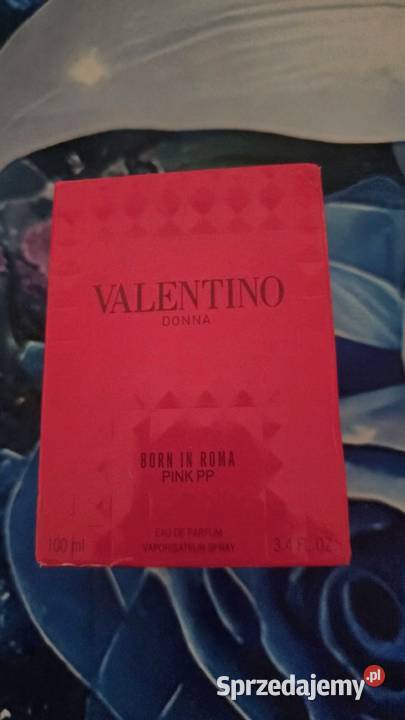 VALENTINO
DONNA
BORN IN ROMA
PINK PP
EAU DE PARFUM
100 ml VAPORISATEUR SPRAY 3.4 FL. OZ.
Sprzedajemy.pl